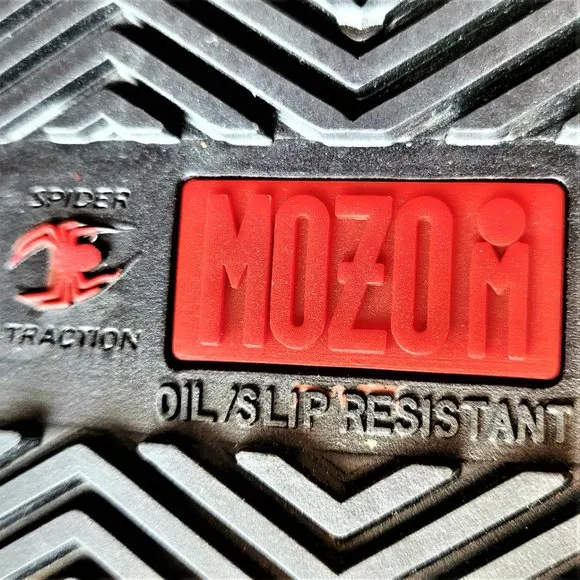 SPIDER
TRACTION
MOZO
OIL/SLIP RESISTANT